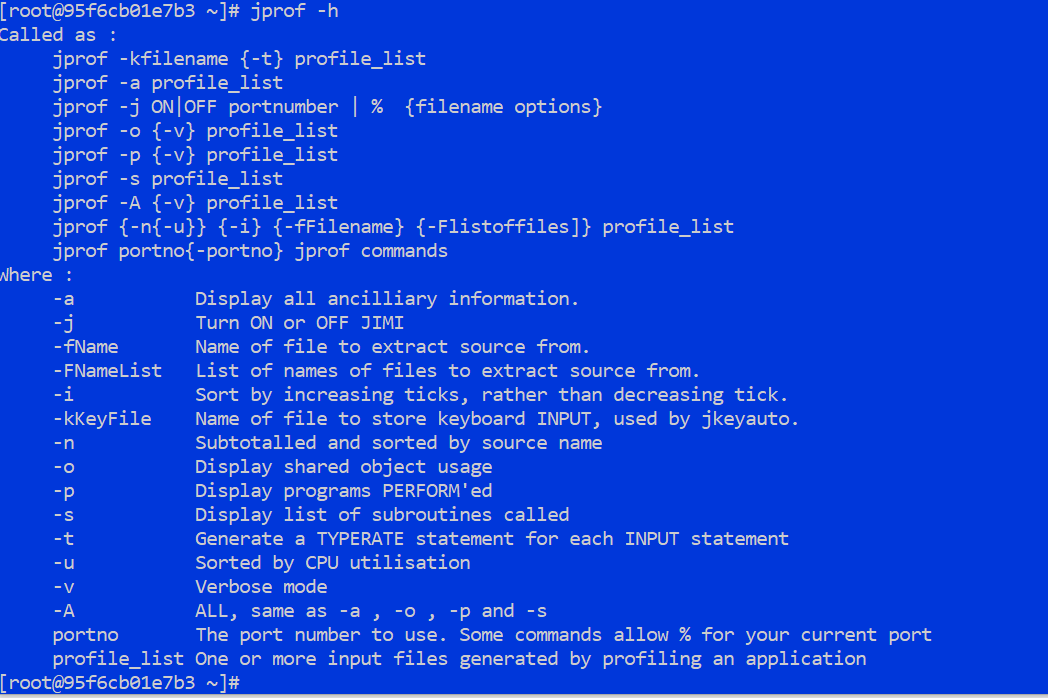 [root@95f6cb01e7b3 ~]# jprof -h
Called as :
jprof -kfilename {-t} profile_list
jprof -a profile_list
jprof -j ON|OFF portnumber | %  {filename options}
jprof -o {-v} profile_list
jprof -p {-v} profile_list
jprof -s profile_list
jprof -A {-v} profile_list
jprof {-n{-u}} {-i} {-fFilename} {-Flistoffiles]} profile_list
jprof portno{-portno} jprof commands
Where :
-a           Display all ancilliary information.
-j           Turn ON or OFF JIMI
-fName       Name of file to extract source from.
-FNameList   List of names of files to extract source from.
-i           Sort by increasing ticks, rather than decreasing tick.
-kKeyFile    Name of file to store keyboard INPUT, used by jkeyauto.
-n           Subtotalled and sorted by source name
-o           Display shared object usage
-p           Display programs PERFORM'ed
-s           Display list of subroutines called
-t           Generate a TYPERATE statement for each INPUT statement
-u           Sorted by CPU utilisation
-v           Verbose mode
-A           ALL, same as -a , -o , -p and -s
portno       The port number to use. Some commands allow % for your current port
profile_list One or more input files generated by profiling an application
[root@95f6cb01e7b3 ~]#